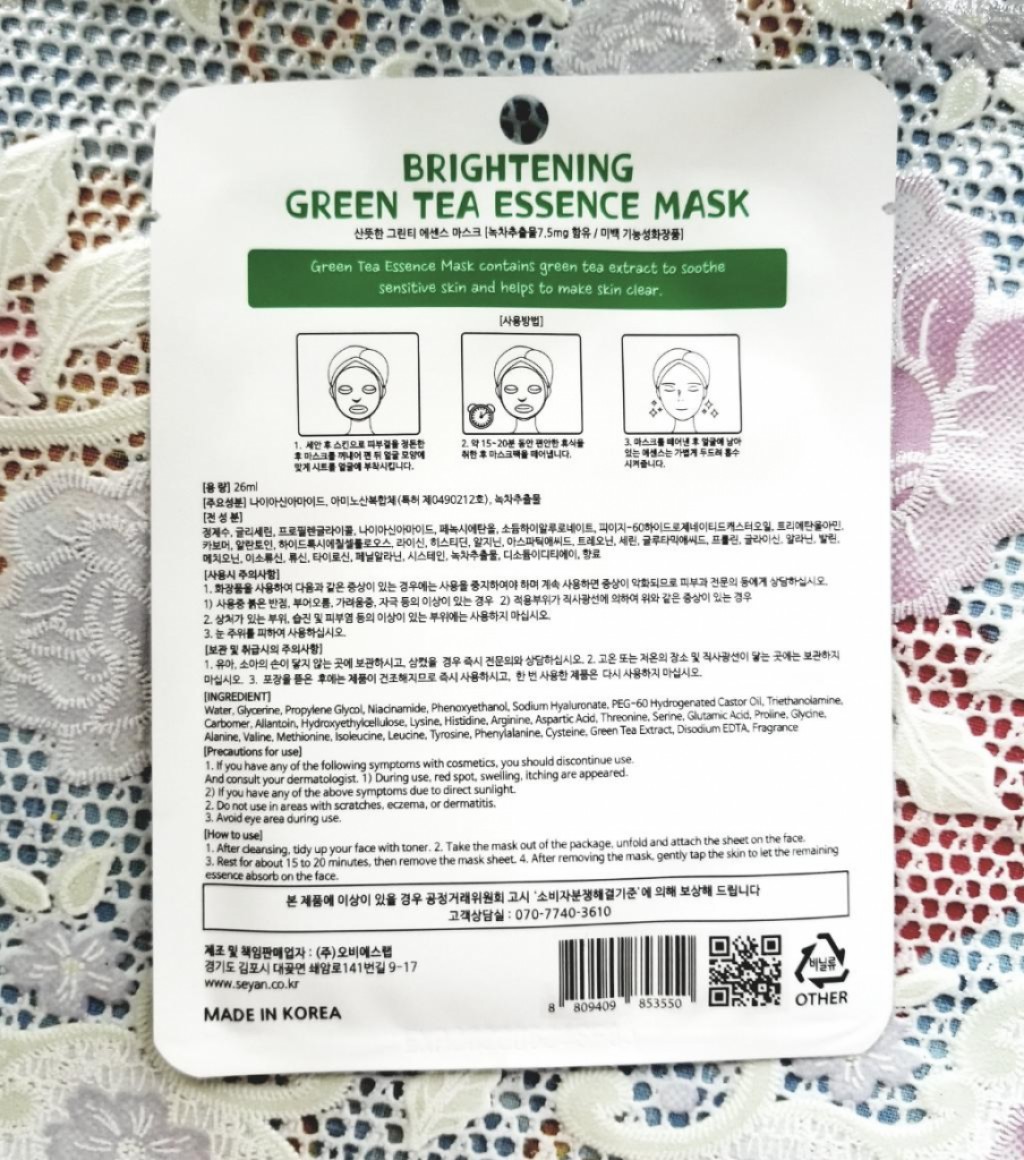 BRIGHTENING
GREEN TEA ESSENCE MASK
산뜻한 그린티 에센스 마스크 [녹차추출물7.5mg 함유 / 미백 기능성화장품]
Green Tea Essence Mask contains green tea extract to soothe
sensitive skin and helps to make skin clear.
[사용방법]
1. 세안 후 스킨으로 피부결을 정돈한
후 마스크를 꺼내어 편 뒤 얼굴 모양에
맞게 시트를 얼굴에 부착시킵니다.
2. 약 15~20분 동안 편안한 휴식을
취한 후 마스크팩을 떼어냅니다.
3. 마스크를 떼어낸 후 얼굴에 남아
있는 에센스는 가볍게 두드려 흡수
시켜줍니다.
[용 량] 26ml
[주요성분] 나이아신아마이드, 아미노산복합체(특허 제0490212호), 녹차추출물
[전 성 분]
정제수, 글리세린, 프로필렌글라이콜, 나이아신아마이드, 페녹시에탄올, 소듐하이알루로네이트, 피이지-60하이드로제네이티드캐스터오일, 트리에탄올아민,
카보머, 알란토인, 하이드록시에칠셀룰로오스, 라이신, 히스티딘, 알지닌, 아스파틱애씨드, 트레오닌, 세린, 글루타믹애씨드, 프롤린, 글라이신, 알라닌, 발린,
메치오닌, 이소류신, 류신, 타이로신, 페닐알라닌, 시스테인, 녹차추출물, 디소듐이디티에이, 향료
[사용시 주의사항]
1. 화장품을 사용하여 다음과 같은 증상이 있는 경우에는 사용을 중지하여야 하며 계속 사용하면 증상이 악화되므로 피부과 전문의 등에게 상담하십시오.
1) 사용중 붉은 반점, 부어오름, 가려움증, 자극 등의 이상이 있는 경우 2) 적용부위가 직사광선에 의하여 위와 같은 증상이 있는 경우
2. 상처가 있는 부위, 습진 및 피부염 등의 이상이 있는 부위에는 사용하지 마십시오.
3. 눈 주위를 피하여 사용하십시오.
[보관 및 취급시의 주의사항]
1. 유아, 소아의 손이 닿지 않는 곳에 보관하시고, 삼켰을 경우 즉시 전문의와 상담하십시오. 2. 고온 또는 저온의 장소 및 직사광선이 닿는 곳에는 보관하지
마십시오. 3. 포장을 뜯은 후에는 제품이 건조해지므로 즉시 사용하시고, 한 번 사용한 제품은 다시 사용하지 마십시오.
[INGREDIENT]
Water, Glycerine, Propylene Glycol, Niacinamide, Phenoxyethanol, Sodium Hyaluronate, PEG-60 Hydrogenated Castor Oil, Triethanolamine,
Carbomer, Allantoin, Hydroxyethylcellulose, Lysine, Histidine, Arginine, Aspartic Acid, Threonine, Serine, Glutamic Acid, Proline, Glycine,
Alanine, Valine, Methionine, Isoleucine, Leucine, Tyrosine, Phenylalanine, Cysteine, Green Tea Extract, Disodium EDTA, Fragrance
[Precautions for use]
1. If you have any of the following symptoms with cosmetics, you should discontinue use.
And consult your dermatologist. 1) During use, red spot, swelling, itching are appeared.
2) If you have any of the above symptoms due to direct sunlight.
2. Do not use in areas with scratches, eczema, or dermatitis.
3. Avoid eye area during use.
[How to use]
1. After cleansing, tidy up your face with toner. 2. Take the mask out of the package, unfold and attach the sheet on the face.
3. Rest for about 15 to 20 minutes, then remove the mask sheet. 4. After removing the mask, gently tap the skin to let the remaining
essence absorb on the face.
본 제품에 이상이 있을 경우 공정거래위원회 고시 '소비자분쟁해결기준'에 의해 보상해 드립니다
고객상담실 : 070-7740-3610
제조 및 책임판매업자 : (주)오비에스랩
경기도 김포시 대곶면 쇄암로141번길 9-17
www.seyan.co.kr
MADE IN KOREA
8 809409 853550
비닐류
OTHER